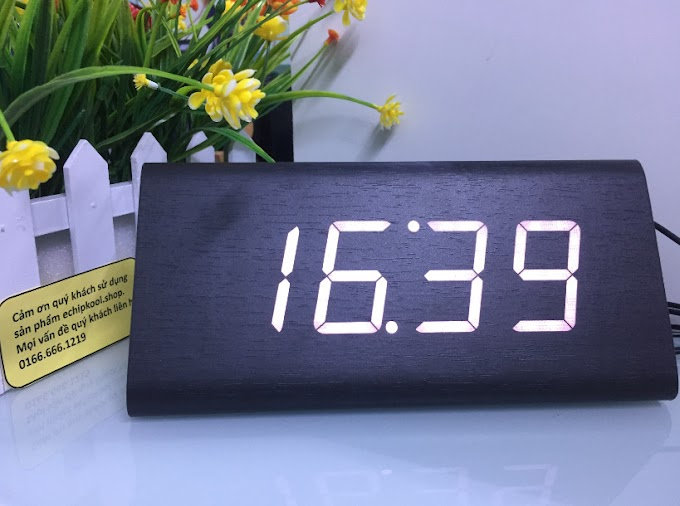 16:39
Cảm ơn quý khách sử dụng
sản phẩm echipkool.shop.
Mọi vấn đề quý khách liên
0166.666.1219